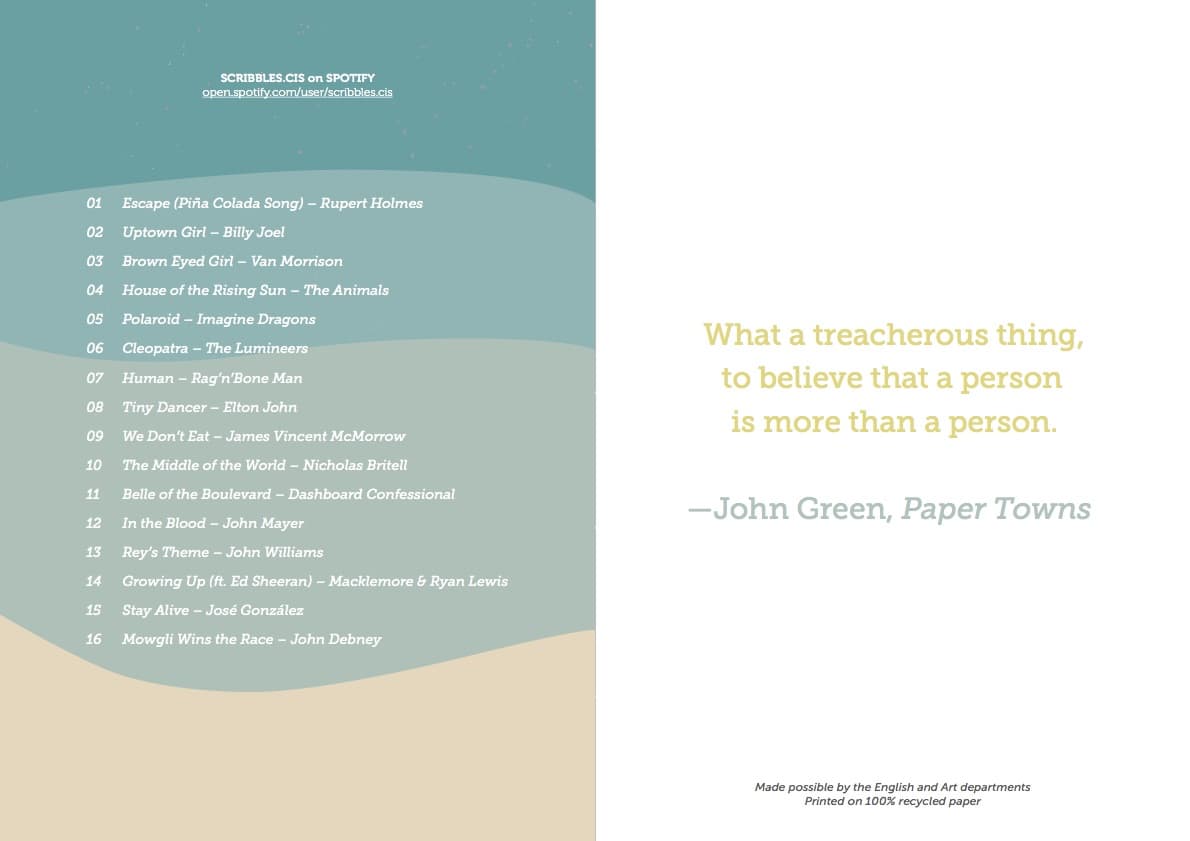 SCRIBBLES.CIS on SPOTIFY
open.spotify.com/user/scribbles.cis
01 Escape (Piña Colada Song) – Rupert Holmes
02 Uptown Girl – Billy Joel
03 Brown Eyed Girl – Van Morrison
04 House of the Rising Sun – The Animals
05 Polaroid – Imagine Dragons
06 Cleopatra – The Lumineers
07 Human – Rag’n’Bone Man
08 Tiny Dancer – Elton John
09 We Don’t Eat – James Vincent McMorrow
10 The Middle of the World – Nicholas Britell
11 Belle of the Boulevard – Dashboard Confessional
12 In the Blood – John Mayer
13 Rey’s Theme – John Williams
14 Growing Up (ft. Ed Sheeran) – Macklemore & Ryan Lewis
15 Stay Alive – José González
16 Mowgli Wins the Race – John Debney
What a treacherous thing,
to believe that a person
is more than a person.
—John Green, Paper Towns
Made possible by the English and Art departments
Printed on 100% recycled paper